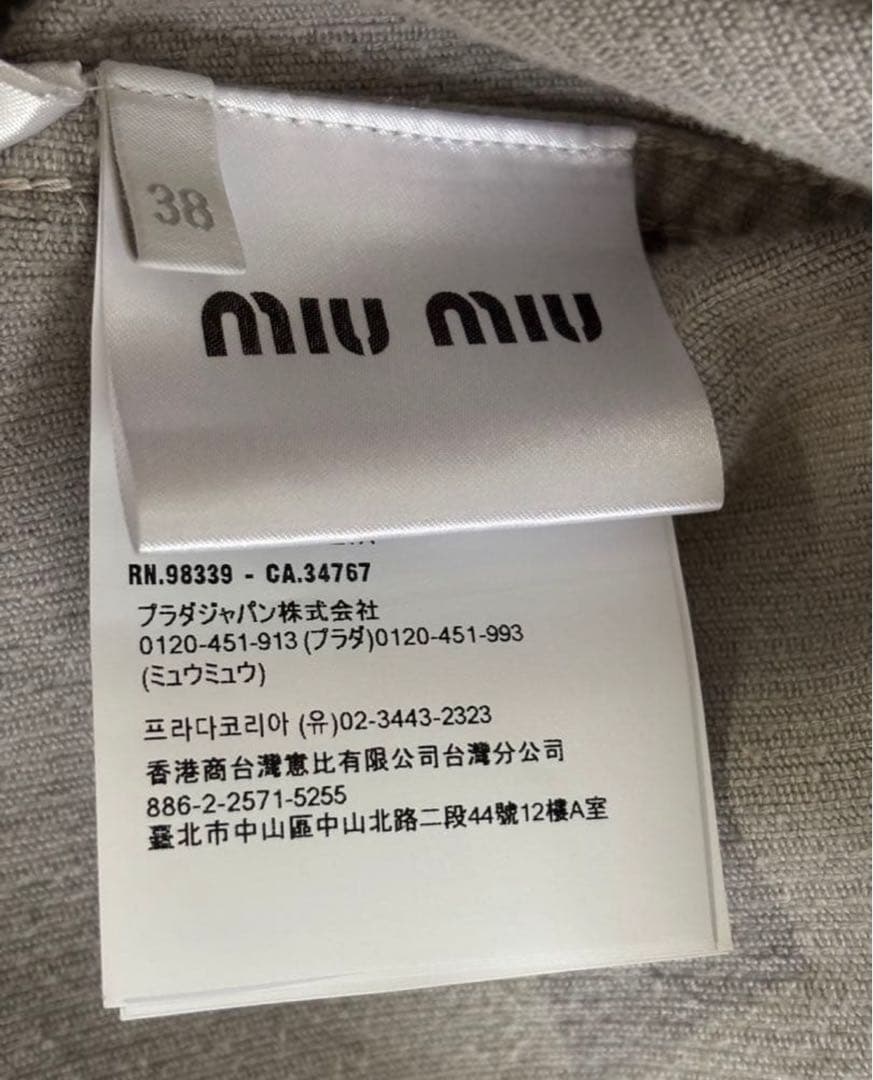 38
miu miu
RN.98339 - CA.34767
プラダジャパン株式会社
0120-451-913 (プラダ)0120-451-993
(ミュウミュウ)
프라다코리아 (유)02-3443-2323
香港商台灣惠比有限公司台灣分公司
886-2-2571-5255
臺北市中山區中山北路二段44號12樓A室